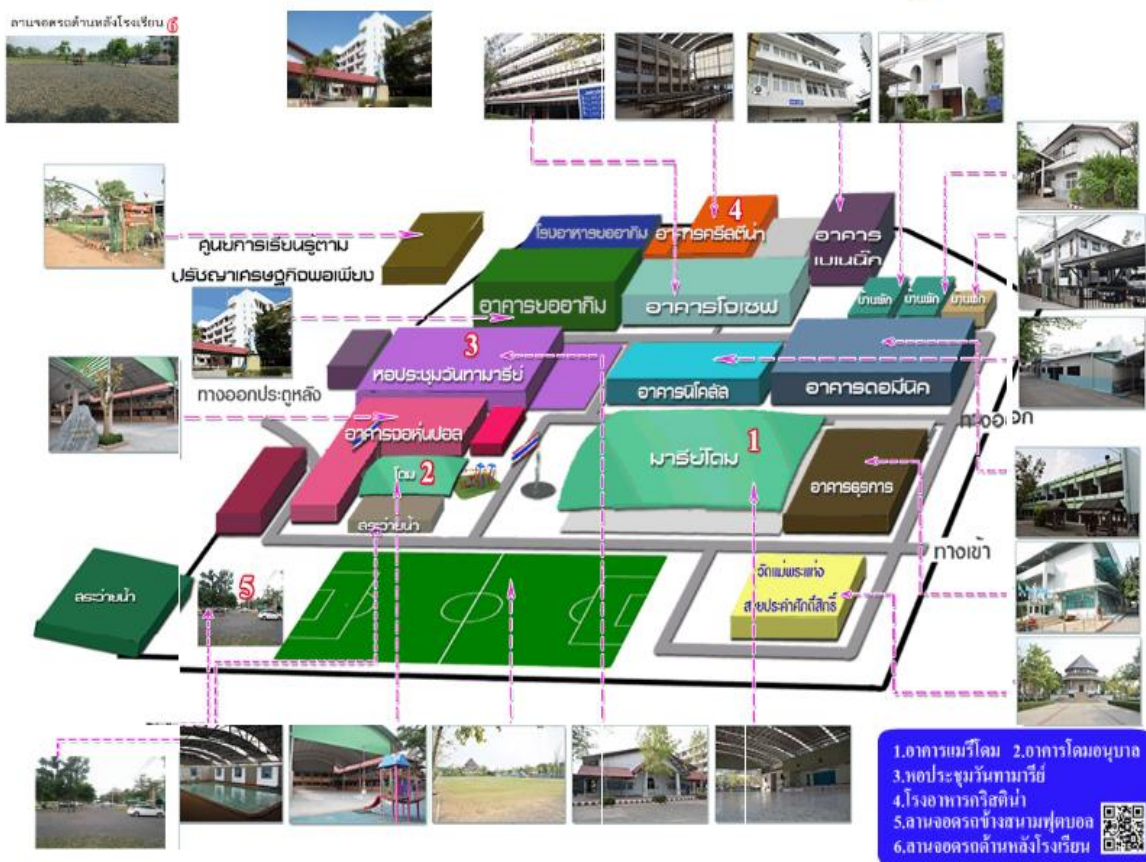 ลานจอดรถด้านหลังโรงเรียน 6
ศูนย์การเรียนรู้ตาม
ปรัชญาเศรษฐกิจพอเพียง
โรงอาหารยออากิม
4
อาคารคริสตีน่า
อาคาร
เบเนดิ๊ก
อาคารยออากิม
อาคารโจเซฟ
บ้านพัก
บ้านพัก
บ้านพัก
3
หอประชุมวันทามารีย์
ทางออกประตูหลัง
อาคารนิโคลัส
อาคารดอมินิค
ทางออก
อาคารจอห์นปอล
โดม 2
มารีย์โดม 1
อาคารธุรการ
สระว่ายน้ำ
ทางเข้า
สระว่ายน้ำ
5
วัดแม่พระแห่ง
สายประคำศักดิ์สิทธิ์
1.อาคารแมรี่โดม 2.อาคารโดมอนุบาล
3.หอประชุมวันทามารีย์
4.โรงอาหารคริสติน่า
5.ลานจอดรถข้างสนามฟุตบอล
6.ลานจอดรถด้านหลังโรงเรียน